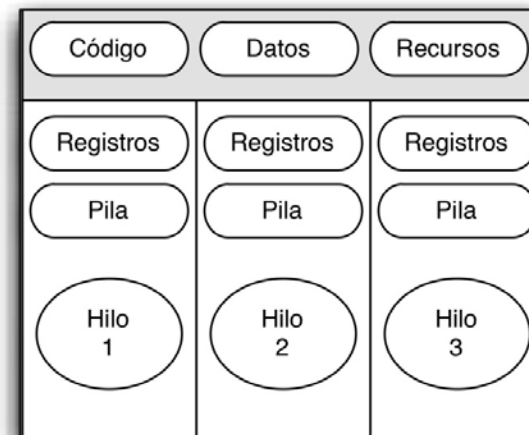 Código Datos Recursos
Registros Registros Registros
Pila Pila Pila
Hilo Hilo Hilo
1 2 3